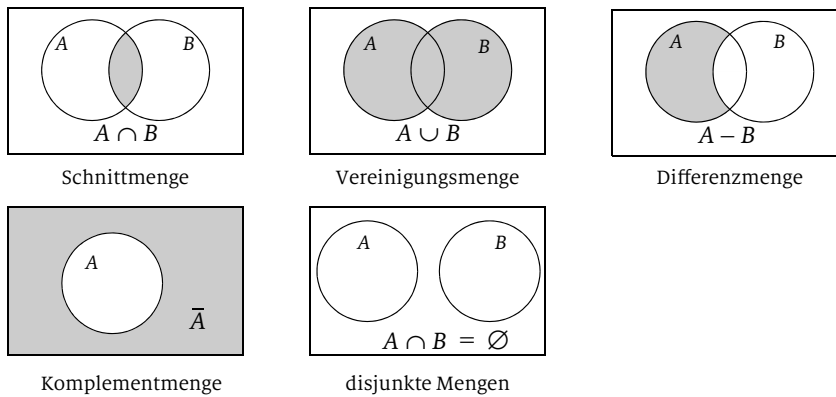 A B
A ∩ B
Schnittmenge
A B
A ∪ B
Vereinigungsmenge
A B
A – B
Differenzmenge
A
A̅
Komplementmenge
A B
A ∩ B = ∅
disjunkte Mengen